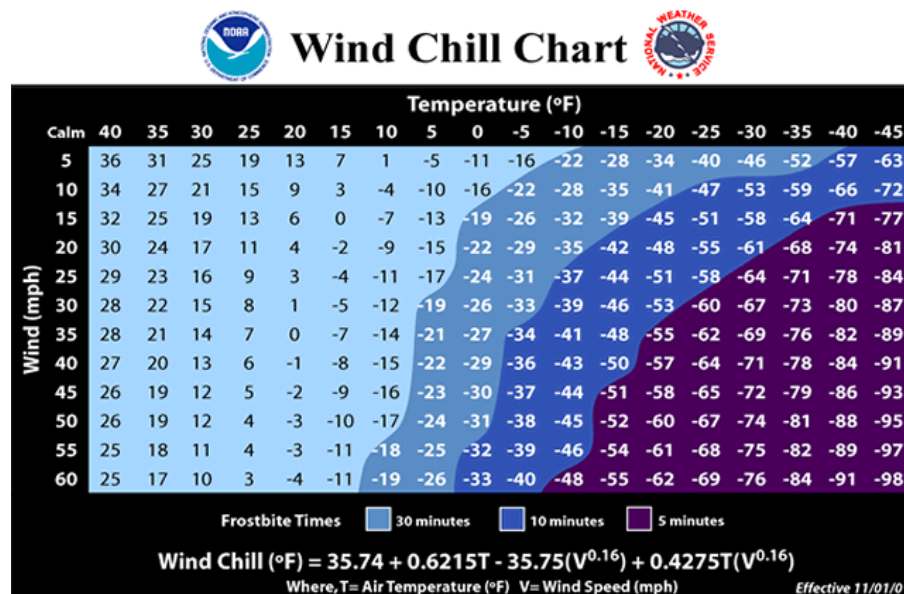 NOAA
Wind Chill Chart
NATIONAL WEATHER SERVICE
Temperature (ºF)
Calm 40 35 30 25 20 15 10 5 0 -5 -10 -15 -20 -25 -30 -35 -40 -45
5 36 31 25 19 13 7 1 -5 -11 -16 -22 -28 -34 -40 -46 -52 -57 -63
10 34 27 21 15 9 3 -4 -10 -16 -22 -28 -35 -41 -47 -53 -59 -66 -72
15 32 25 19 13 6 0 -7 -13 -19 -26 -32 -39 -45 -51 -58 -64 -71 -77
20 30 24 17 11 4 -2 -9 -15 -22 -29 -35 -42 -48 -55 -61 -68 -74 -81
25 29 23 16 9 3 -4 -11 -17 -24 -31 -37 -44 -51 -58 -64 -71 -78 -84
30 28 22 15 8 1 -5 -12 -19 -26 -33 -39 -46 -53 -60 -67 -73 -80 -87
35 28 21 14 7 0 -7 -14 -21 -27 -34 -41 -48 -55 -62 -69 -76 -82 -89
40 27 20 13 6 -1 -8 -15 -22 -29 -36 -43 -50 -57 -64 -71 -78 -84 -91
45 26 19 12 5 -2 -9 -16 -23 -30 -37 -44 -51 -58 -65 -72 -79 -86 -93
50 26 19 12 4 -3 -10 -17 -24 -31 -38 -45 -52 -60 -67 -74 -81 -88 -95
55 25 18 11 4 -3 -11 -18 -25 -32 -39 -46 -54 -61 -68 -75 -82 -89 -97
60 25 17 10 3 -4 -11 -19 -26 -33 -40 -48 -55 -62 -69 -76 -84 -91 -98
Wind (mph)
Frostbite Times 30 minutes 10 minutes 5 minutes
Wind Chill (ºF) = 35.74 + 0.6215T - 35.75(V^0.16) + 0.4275T(V^0.16)
Where, T= Air Temperature (ºF) V= Wind Speed (mph)
Effective 11/01/0